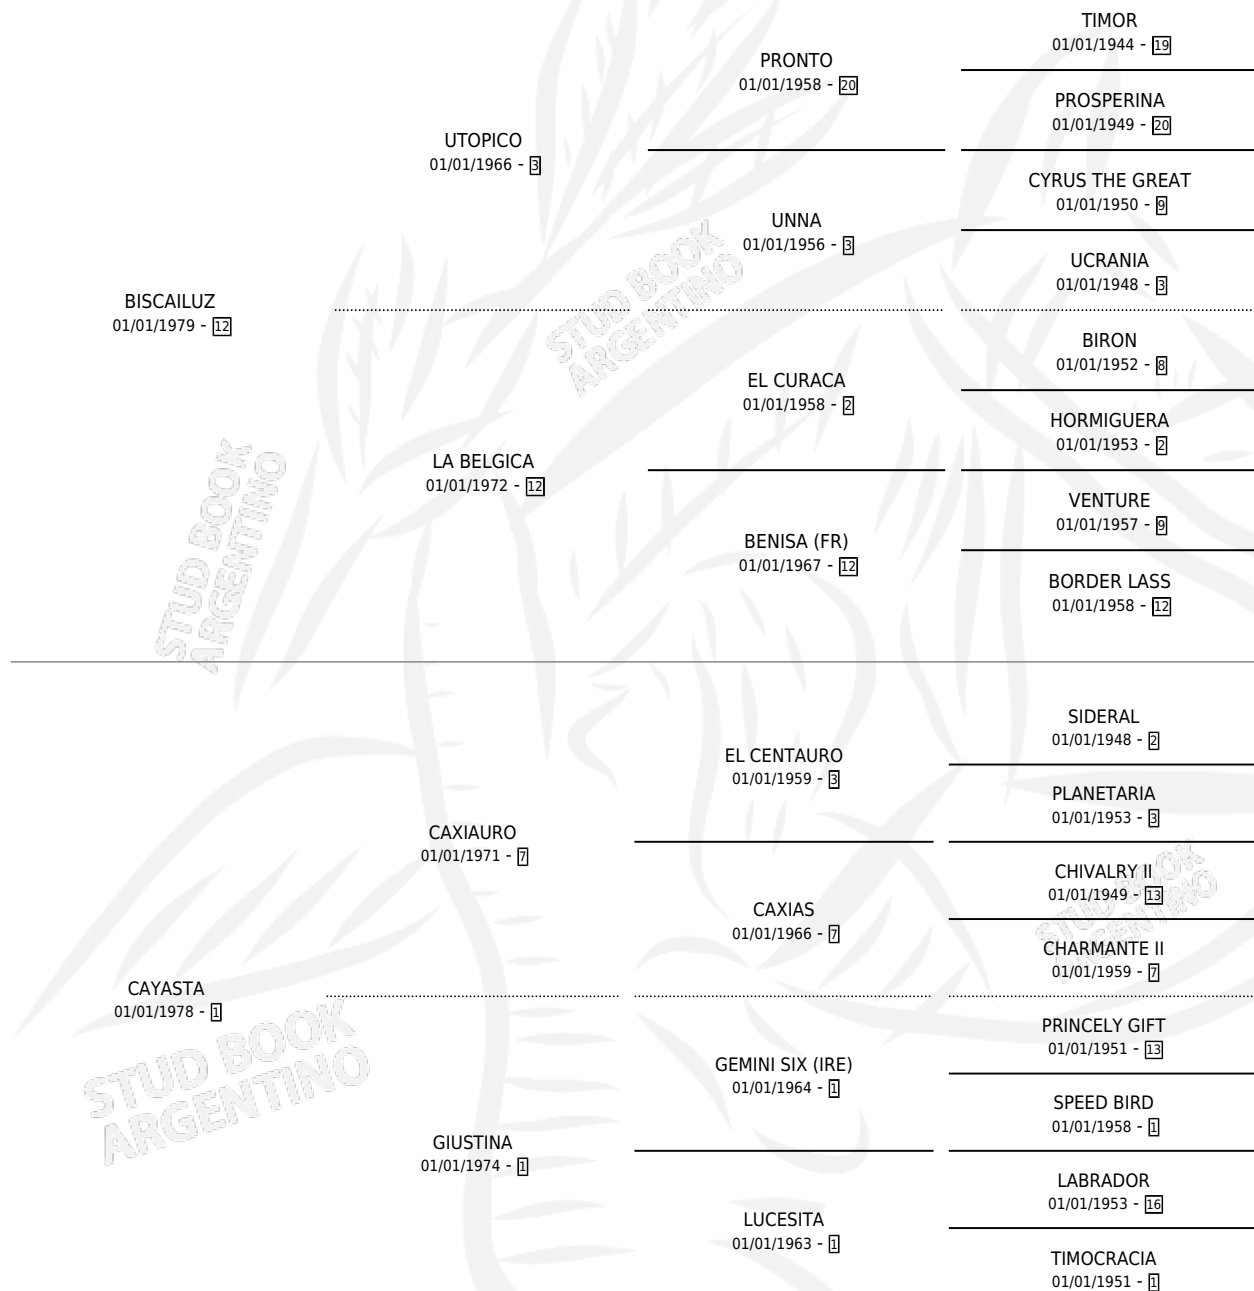 TIMOR
01/01/1944 - 19
PRONTO
01/01/1958 - 20
PROSPERINA
01/01/1949 - 20
UTOPICO
01/01/1966 - 3
CYRUS THE GREAT
01/01/1950 - 9
UNNA
01/01/1956 - 3
UCRANIA
01/01/1948 - 3
BISCAILUZ
01/01/1979 - 12
BIRON
01/01/1952 - 8
EL CURACA
01/01/1958 - 2
HORMIGUERA
01/01/1953 - 2
LA BELGICA
01/01/1972 - 12
VENTURE
01/01/1957 - 9
BENISA (FR)
01/01/1967 - 12
BORDER LASS
01/01/1958 - 12
STUD BOOK
ARGENTINO
STUD BOOK
ARGENTINO
SIDERAL
01/01/1948 - 2
EL CENTAURO
01/01/1959 - 3
PLANETARIA
01/01/1953 - 3
CAXIAURO
01/01/1971 - 7
CHIVALRY II
01/01/1949 - 13
CAXIAS
01/01/1966 - 7
CHARMANTE II
01/01/1959 - 7
CAYASTA
01/01/1978 - 1
PRINCELY GIFT
01/01/1951 - 13
GEMINI SIX (IRE)
01/01/1964 - 1
SPEED BIRD
01/01/1958 - 1
GIUSTINA
01/01/1974 - 1
LABRADOR
01/01/1953 - 16
LUCESITA
01/01/1963 - 1
TIMOCRACIA
01/01/1951 - 1
STUD BOOK
ARGENTINO
STUD BOOK
ARGENTINO